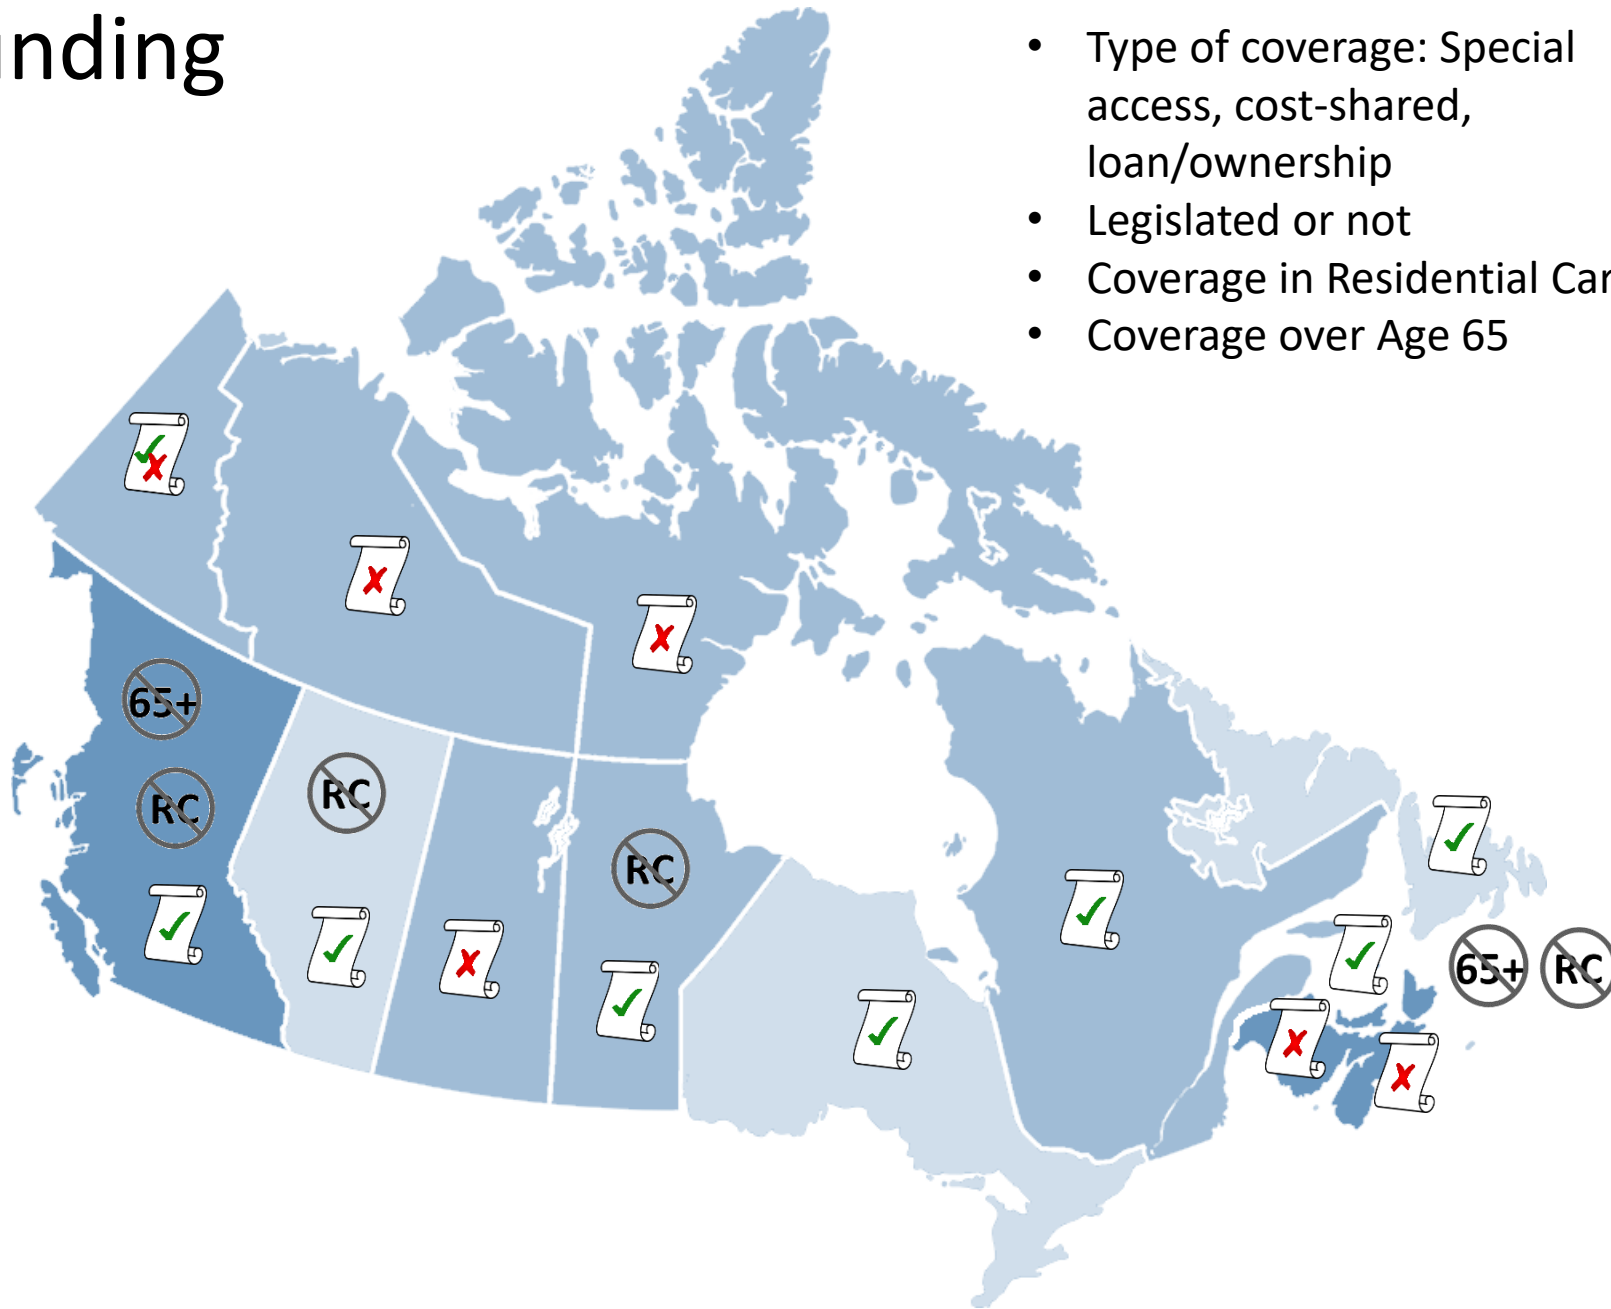 unding
• Type of coverage: Special
access, cost-shared,
loan/ownership
• Legislated or not
• Coverage in Residential Car
• Coverage over Age 65
65+
RC
RC
RC
65+ RC